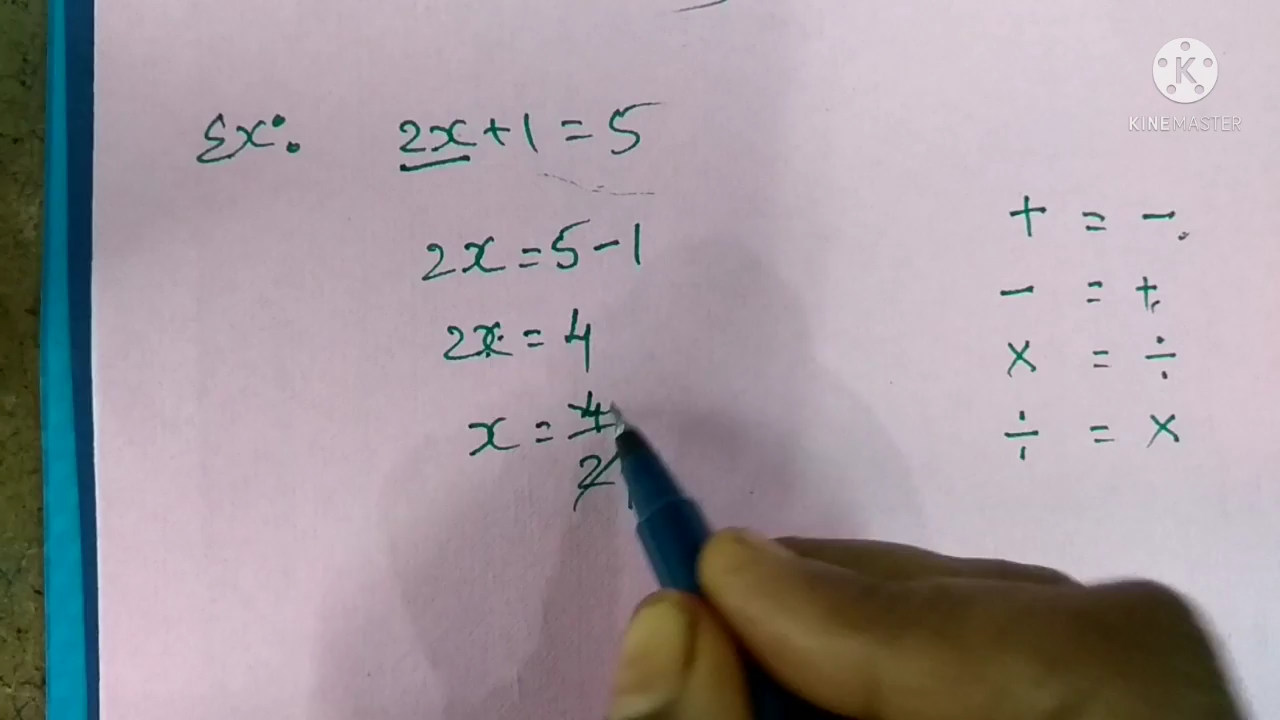 K
KINEMASTER
Ex: 2x + 1 = 5
2x = 5 - 1
2x = 4
x = 4/2
+ = -
- = +
× = ÷
÷ = ×